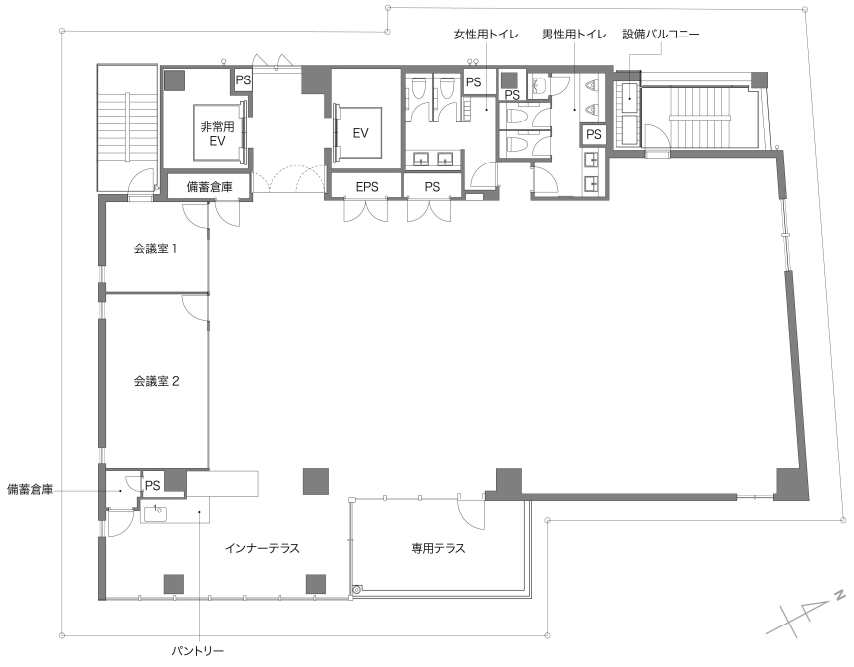 女性用トイレ
男性用トイレ
設備バルコニー
PS
PS
PS
非常用
EV
EV
PS
備蓄倉庫
EPS
PS
会議室 1
会議室 2
備蓄倉庫
PS
インナーテラス
専用テラス
パントリー
N